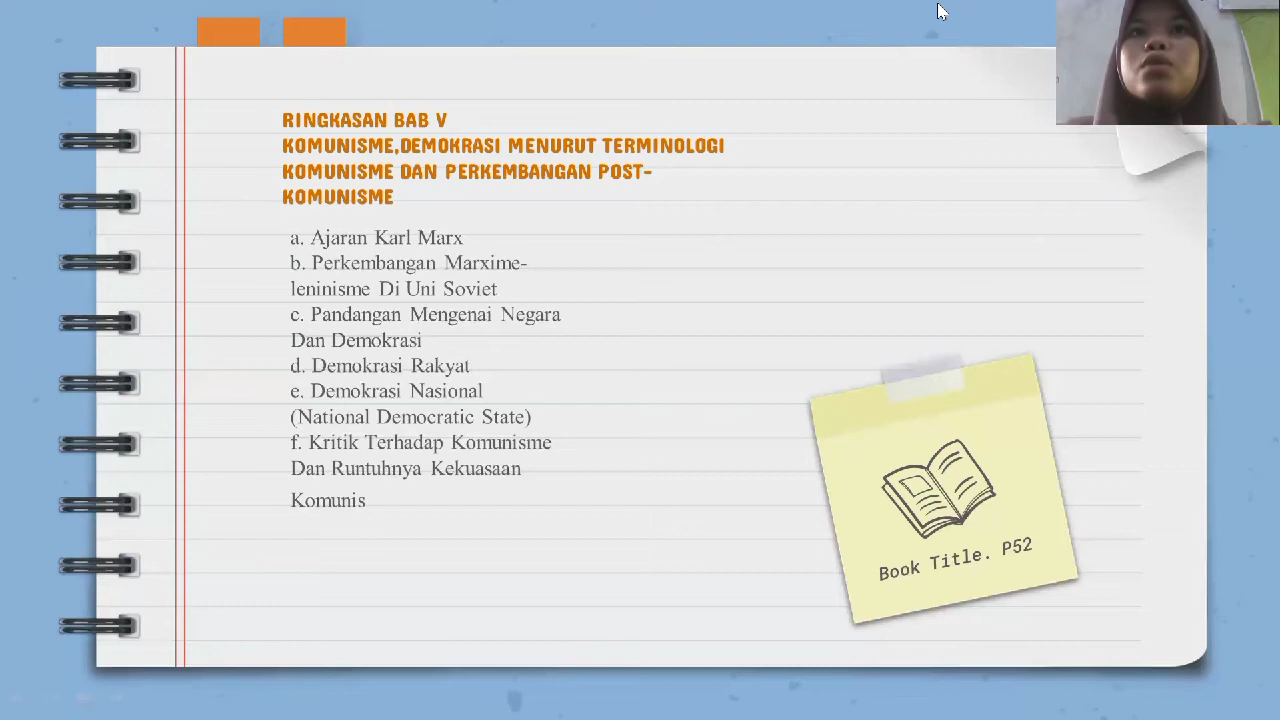 RINGKASAN BAB V
KOMUNISME,DEMOKRASI MENURUT TERMINOLOGI
KOMUNISME DAN PERKEMBANGAN POST-
KOMUNISME
a. Ajaran Karl Marx
b. Perkembangan Marxime-
leninisme Di Uni Soviet
c. Pandangan Mengenai Negara
Dan Demokrasi
d. Demokrasi Rakyat
e. Demokrasi Nasional
(National Democratic State)
f. Kritik Terhadap Komunisme
Dan Runtuhnya Kekuasaan
Komunis
Book Title. P52